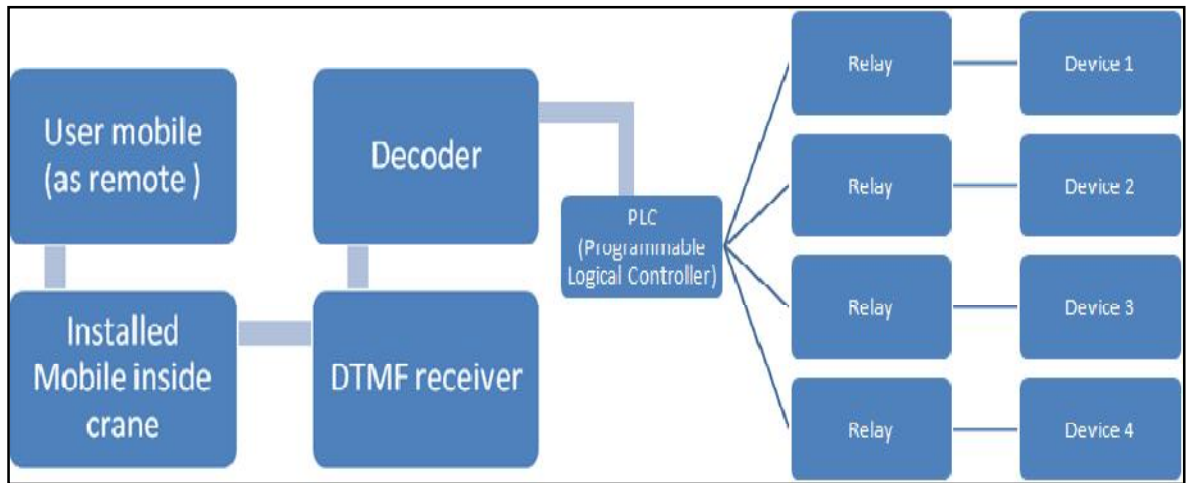 User mobile
(as remote )
Installed
Mobile inside
crane
DTMF receiver
Decoder
PLC
(Programmable
Logical Controller)
Relay
Device 1
Relay
Device 2
Relay
Device 3
Relay
Device 4